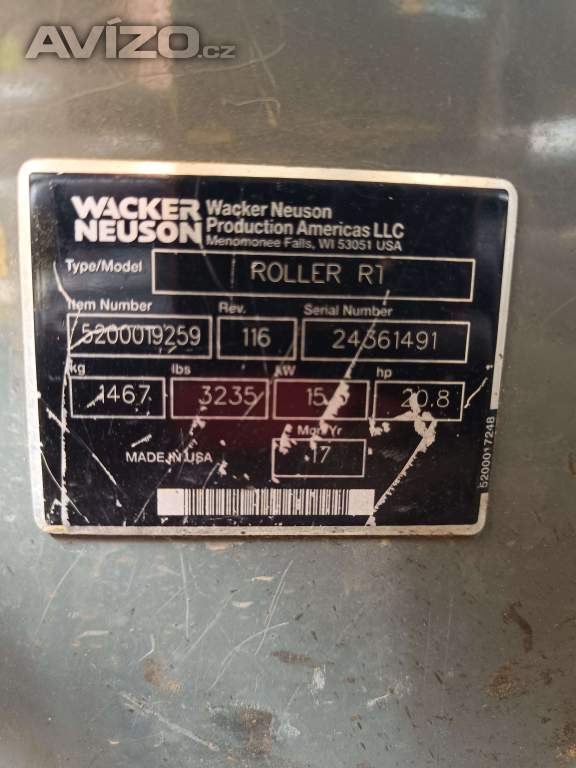 AVÍZO.cz
WACKER NEUSON
Wacker Neuson
Production Americas LLC
Menomonee Falls, WI 53051 USA
Type/Model ROLLER RT
Item Number Rev. Serial Number
5200019259 116 24361491
kg lbs kW hp
1467 3235 20.8
Mon/Yr
MADE IN USA 17
5200017248